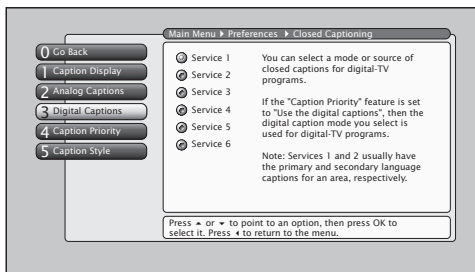 Main Menu ▸ Preferences ▸ Closed Captioning
0 Go Back
1 Caption Display
2 Analog Captions
3 Digital Captions
4 Caption Priority
5 Caption Style
Service 1
Service 2
Service 3
Service 4
Service 5
Service 6
You can select a mode or source of
closed captions for digital-TV
programs.
If the "Caption Priority" feature is set
to "Use the digital captions", then the
digital caption mode you select is
used for digital-TV programs.
Note: Services 1 and 2 usually have
the primary and secondary language
captions for an area, respectively.
Press ▴ or ▾ to point to an option, then press OK to
select it. Press ◂ to return to the menu.